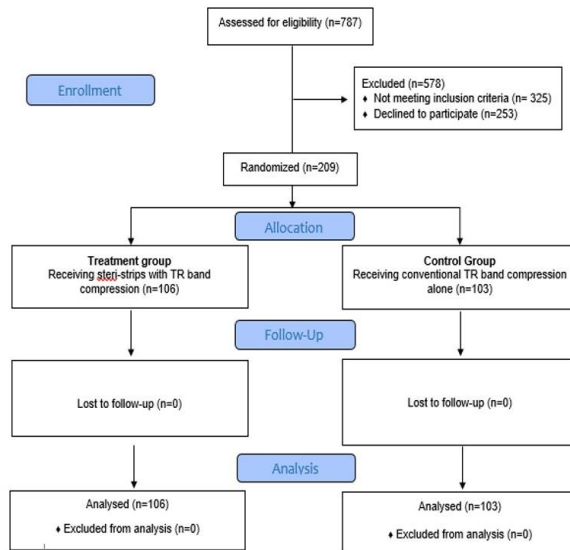 Assessed for eligibility (n=787)
Enrollment
Excluded (n=578)
♦ Not meeting inclusion criteria (n= 325)
♦ Declined to participate (n=253)
Randomized (n=209)
Allocation
Treatment group
Receiving steri-strips with TR band
compression (n=106)
Control Group
Receiving conventional TR band compression
alone (n=103)
Follow-Up
Lost to follow-up (n=0)
Lost to follow-up (n=0)
Analysis
Analysed (n=106)
♦ Excluded from analysis (n=0)
Analysed (n=103)
♦ Excluded from analysis (n=0)